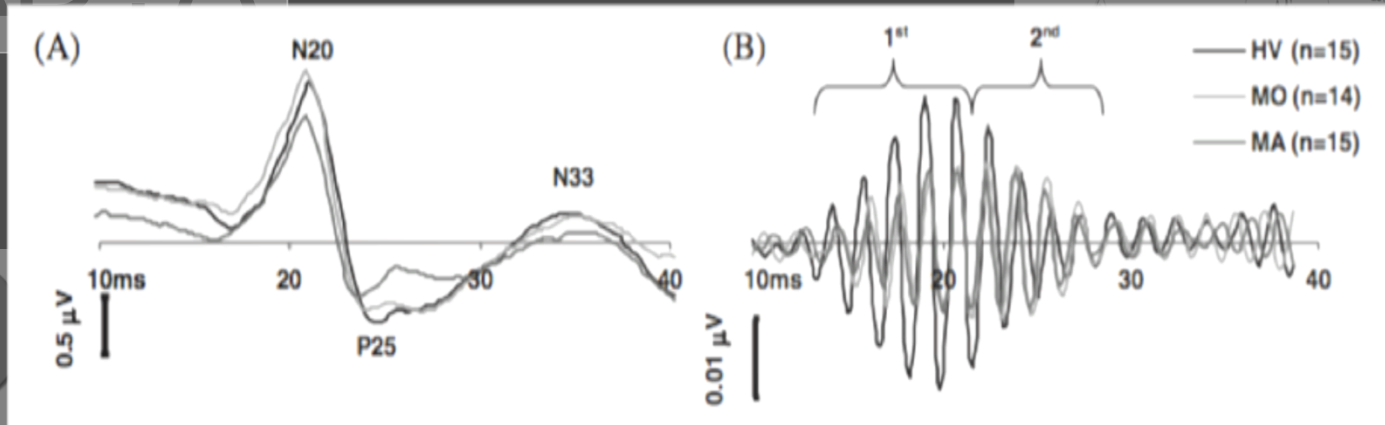 (A)
N20
N33
10ms 20 30 40
P25
0.5 µV
(B)
1st 2nd
10ms 20 30 40
0.01 µV
HV (n=15)
MO (n=14)
MA (n=15)